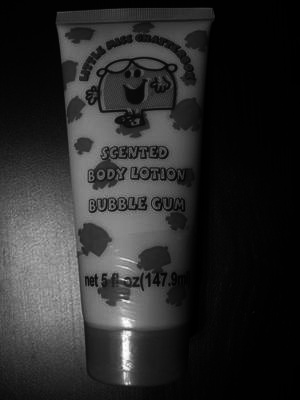 LITTLE MISS CHATTERBOX
SCENTED
BODY LOTION
BUBBLE GUM
net 5 fl oz(147.9m